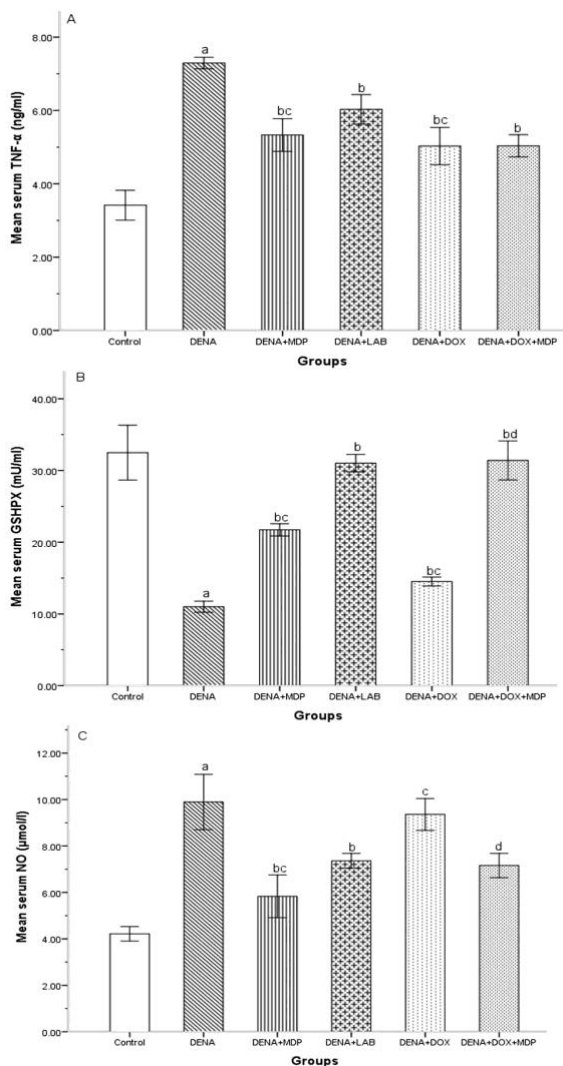 A
Mean serum TNF-α (ng/ml)
8.00
6.00
4.00
2.00
0.00
a
bc
b
bc
b
Control
DENA
DENA+MDP
DENA+LAB
DENA+DOX
DENA+DOX+MDP
Groups
B
Mean serum GSHPX (mU/ml)
40.00
30.00
20.00
10.00
0.00
a
bc
b
bc
bd
Control
DENA
DENA+MDP
DENA+LAB
DENA+DOX
DENA+DOX+MDP
Groups
C
Mean serum NO (µmol/l)
12.00
10.00
8.00
6.00
4.00
2.00
0.00
a
bc
b
c
d
Control
DENA
DENA+MDP
DENA+LAB
DENA+DOX
DENA+DOX+MDP
Groups